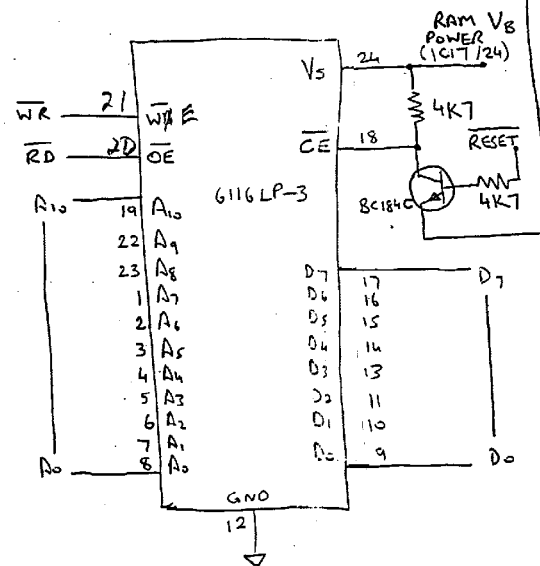 RAM VB
POWER
(IC17/24)
V5 24
4K7
WR 21 WE
RD 20 OE
CE 18
RESET
4K7
BC184C
6116LP-3
A10 19 A10
22 A9
23 A8
1 A7
2 A6
3 A5
4 A4
5 A3
6 A2
7 A1
A0 8 A0
D7 17 D7
D6 16
D5 15
D4 14
D3 13
D2 11
D1 10
D0 9 D0
GND
12